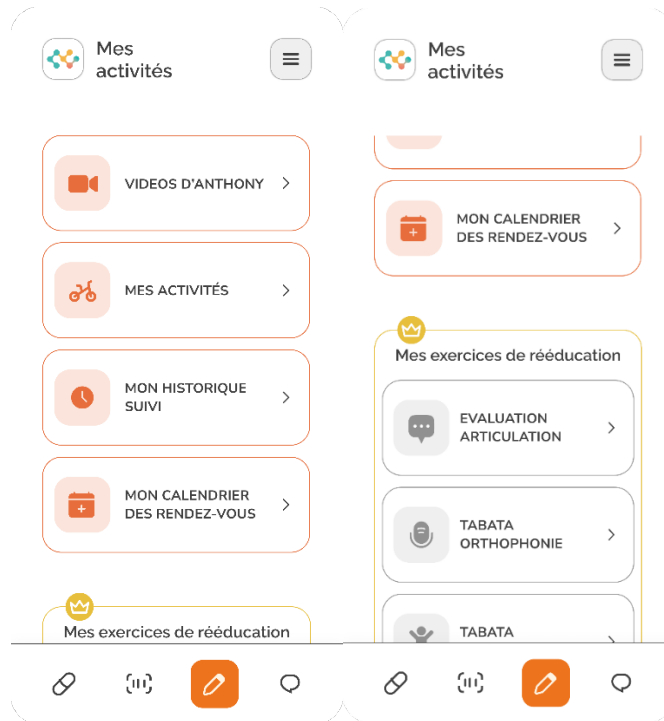 Mes
activités
VIDEOS D'ANTHONY
MES ACTIVITÉS
MON HISTORIQUE
SUIVI
MON CALENDRIER
DES RENDEZ-VOUS
Mes exercices de rééducation
Mes
activités
MON CALENDRIER
DES RENDEZ-VOUS
Mes exercices de rééducation
EVALUATION
ARTICULATION
TABATA
ORTHOPHONIE
TABATA